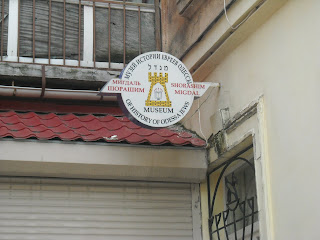 МУЗЕЙ ИСТОРИИ ЕВРЕЕВ ОДЕССЫ
מגדל
МИГДАЛЬ SHORASHIM
ШОРАШИМ MIGDAL
MUSEUM
OF HISTORY OF ODESSA JEWS